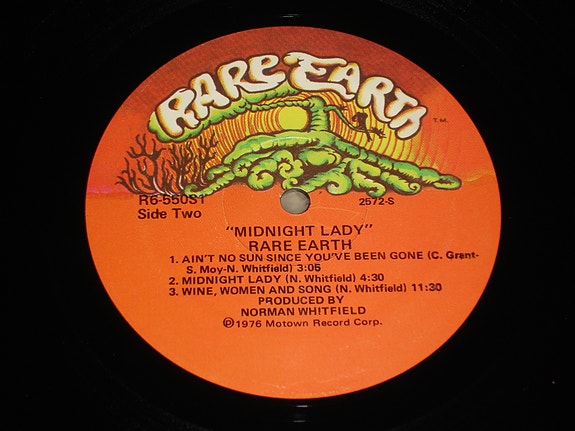 RARE EARTH
T.M.
R6-550S1
2572-S
Side Two
"MIDNIGHT LADY"
RARE EARTH
1. AIN'T NO SUN SINCE YOU'VE BEEN GONE (C. Grant-
S. Moy-N. Whitfield) 3:05
2. MIDNIGHT LADY (N. Whitfield) 4:30
3. WINE, WOMEN AND SONG (N. Whitfield) 11:30
PRODUCED BY
NORMAN WHITFIELD
℗1976 Motown Record Corp.